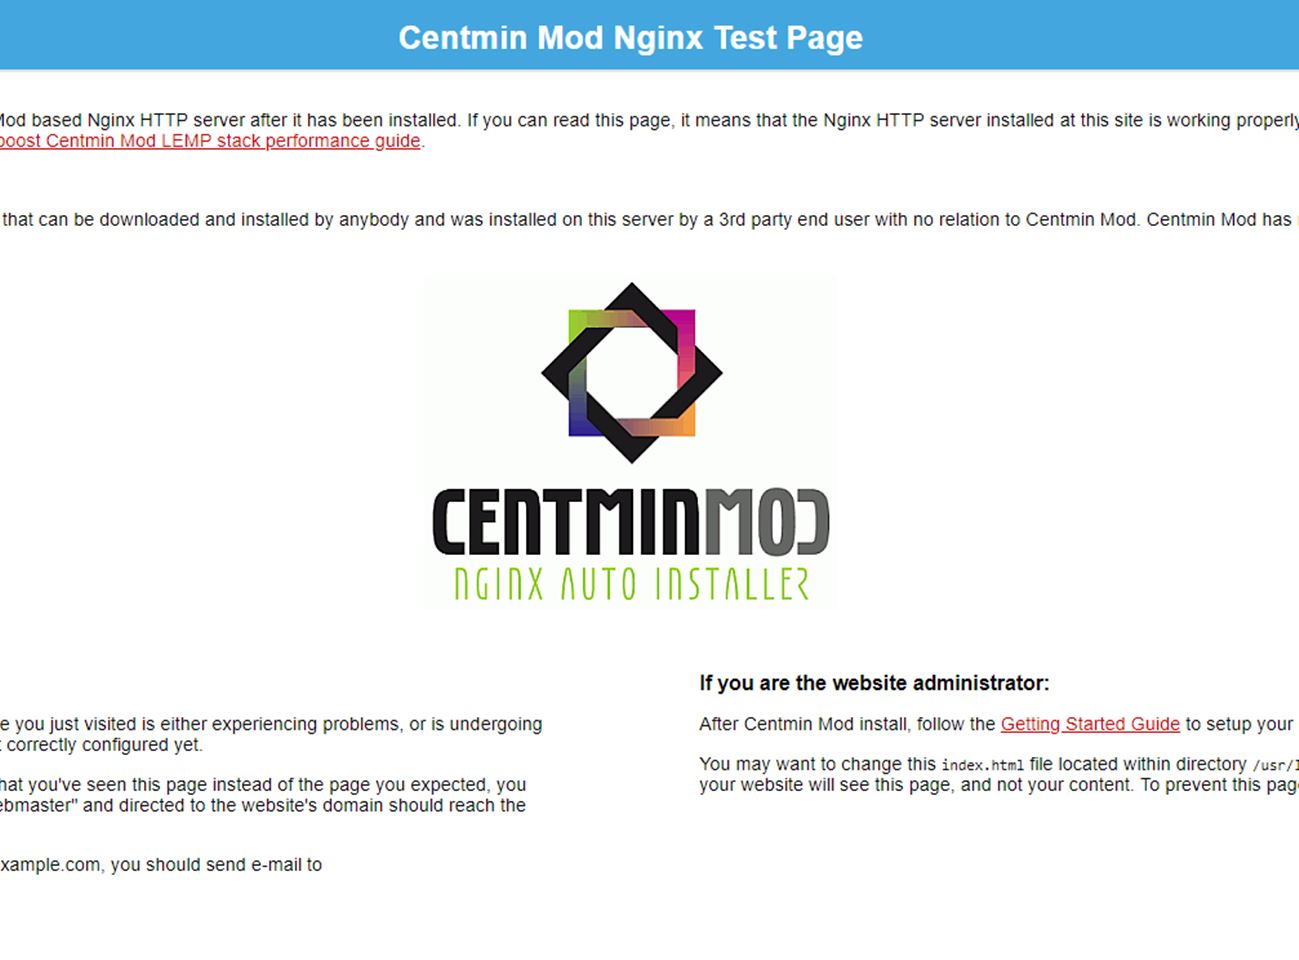 Centmin Mod Nginx Test Page
Mod based Nginx HTTP server after it has been installed. If you can read this page, it means that the Nginx HTTP server installed at this site is working properly
boost Centmin Mod LEMP stack performance guide.
that can be downloaded and installed by anybody and was installed on this server by a 3rd party end user with no relation to Centmin Mod. Centmin Mod has
CENTMINMOD
NGINX AUTO INSTALLER
e you just visited is either experiencing problems, or is undergoing
correctly configured yet.
hat you've seen this page instead of the page you expected, you
ebmaster" and directed to the website's domain should reach the
xample.com, you should send e-mail to
If you are the website administrator:
After Centmin Mod install, follow the Getting Started Guide to setup your
You may want to change this index.html file located within directory /usr/l
your website will see this page, and not your content. To prevent this pag